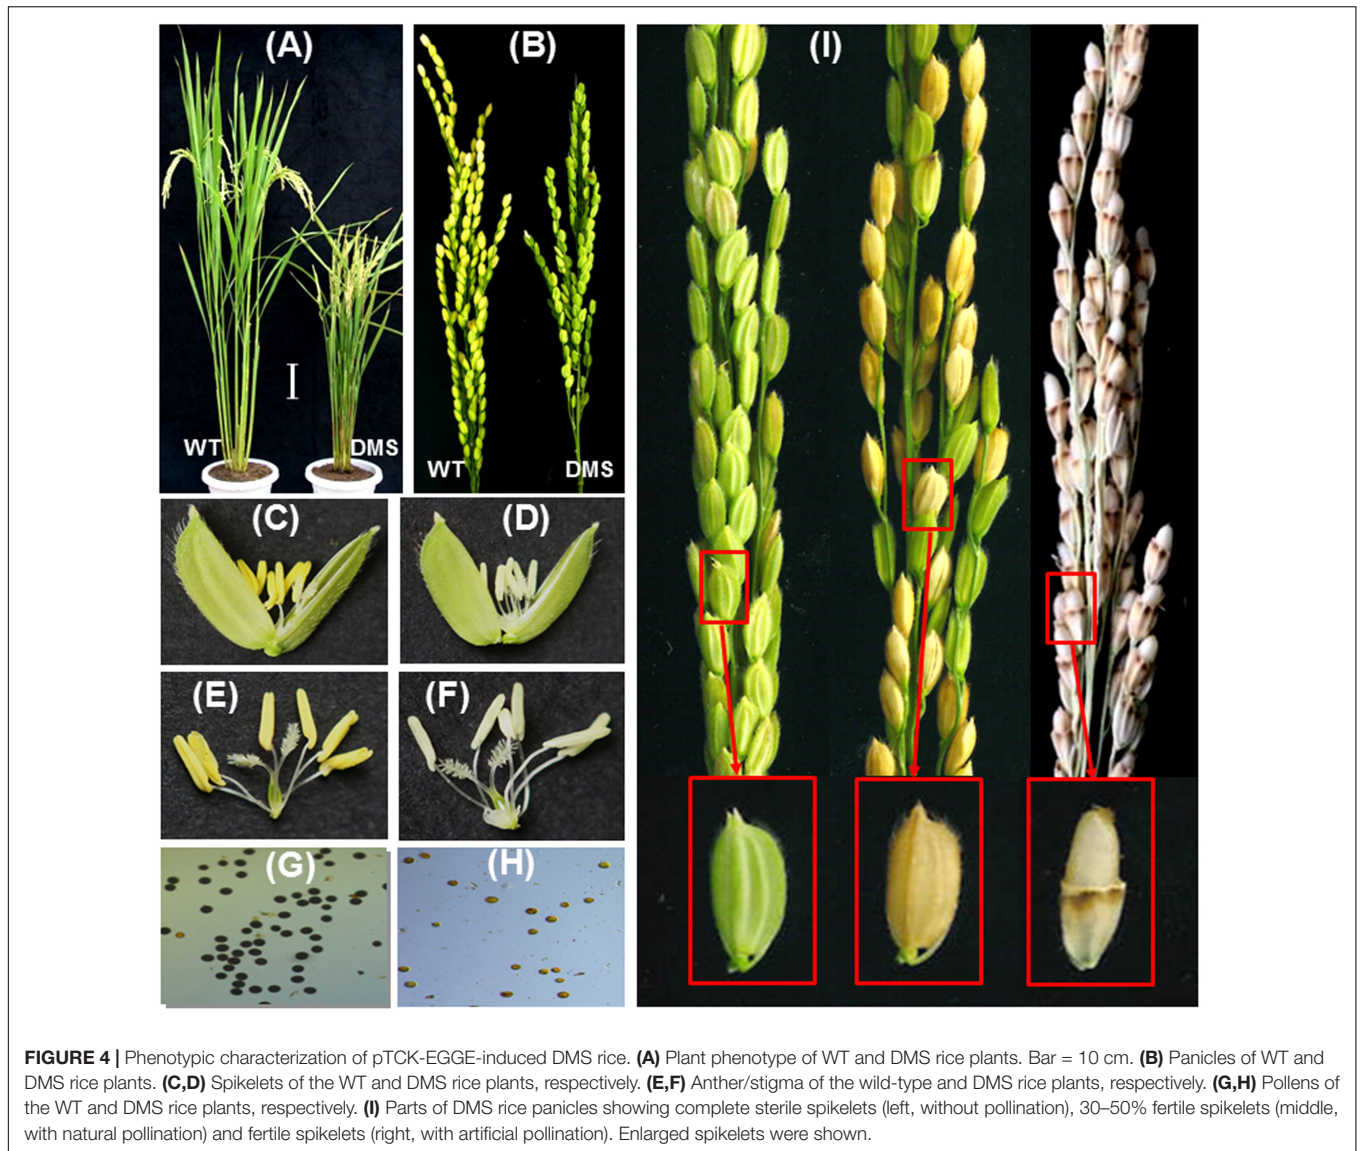 (A)
(B)
(I)
WT
DMS
WT
DMS
(C)
(D)
(E)
(F)
(G)
(H)
FIGURE 4 | Phenotypic characterization of pTCK-EGGE-induced DMS rice. (A) Plant phenotype of WT and DMS rice plants. Bar = 10 cm. (B) Panicles of WT and
DMS rice plants. (C,D) Spikelets of the WT and DMS rice plants, respectively. (E,F) Anther/stigma of the wild-type and DMS rice plants, respectively. (G,H) Pollens of
the WT and DMS rice plants, respectively. (I) Parts of DMS rice panicles showing complete sterile spikelets (left, without pollination), 30–50% fertile spikelets (middle,
with natural pollination) and fertile spikelets (right, with artificial pollination). Enlarged spikelets were shown.